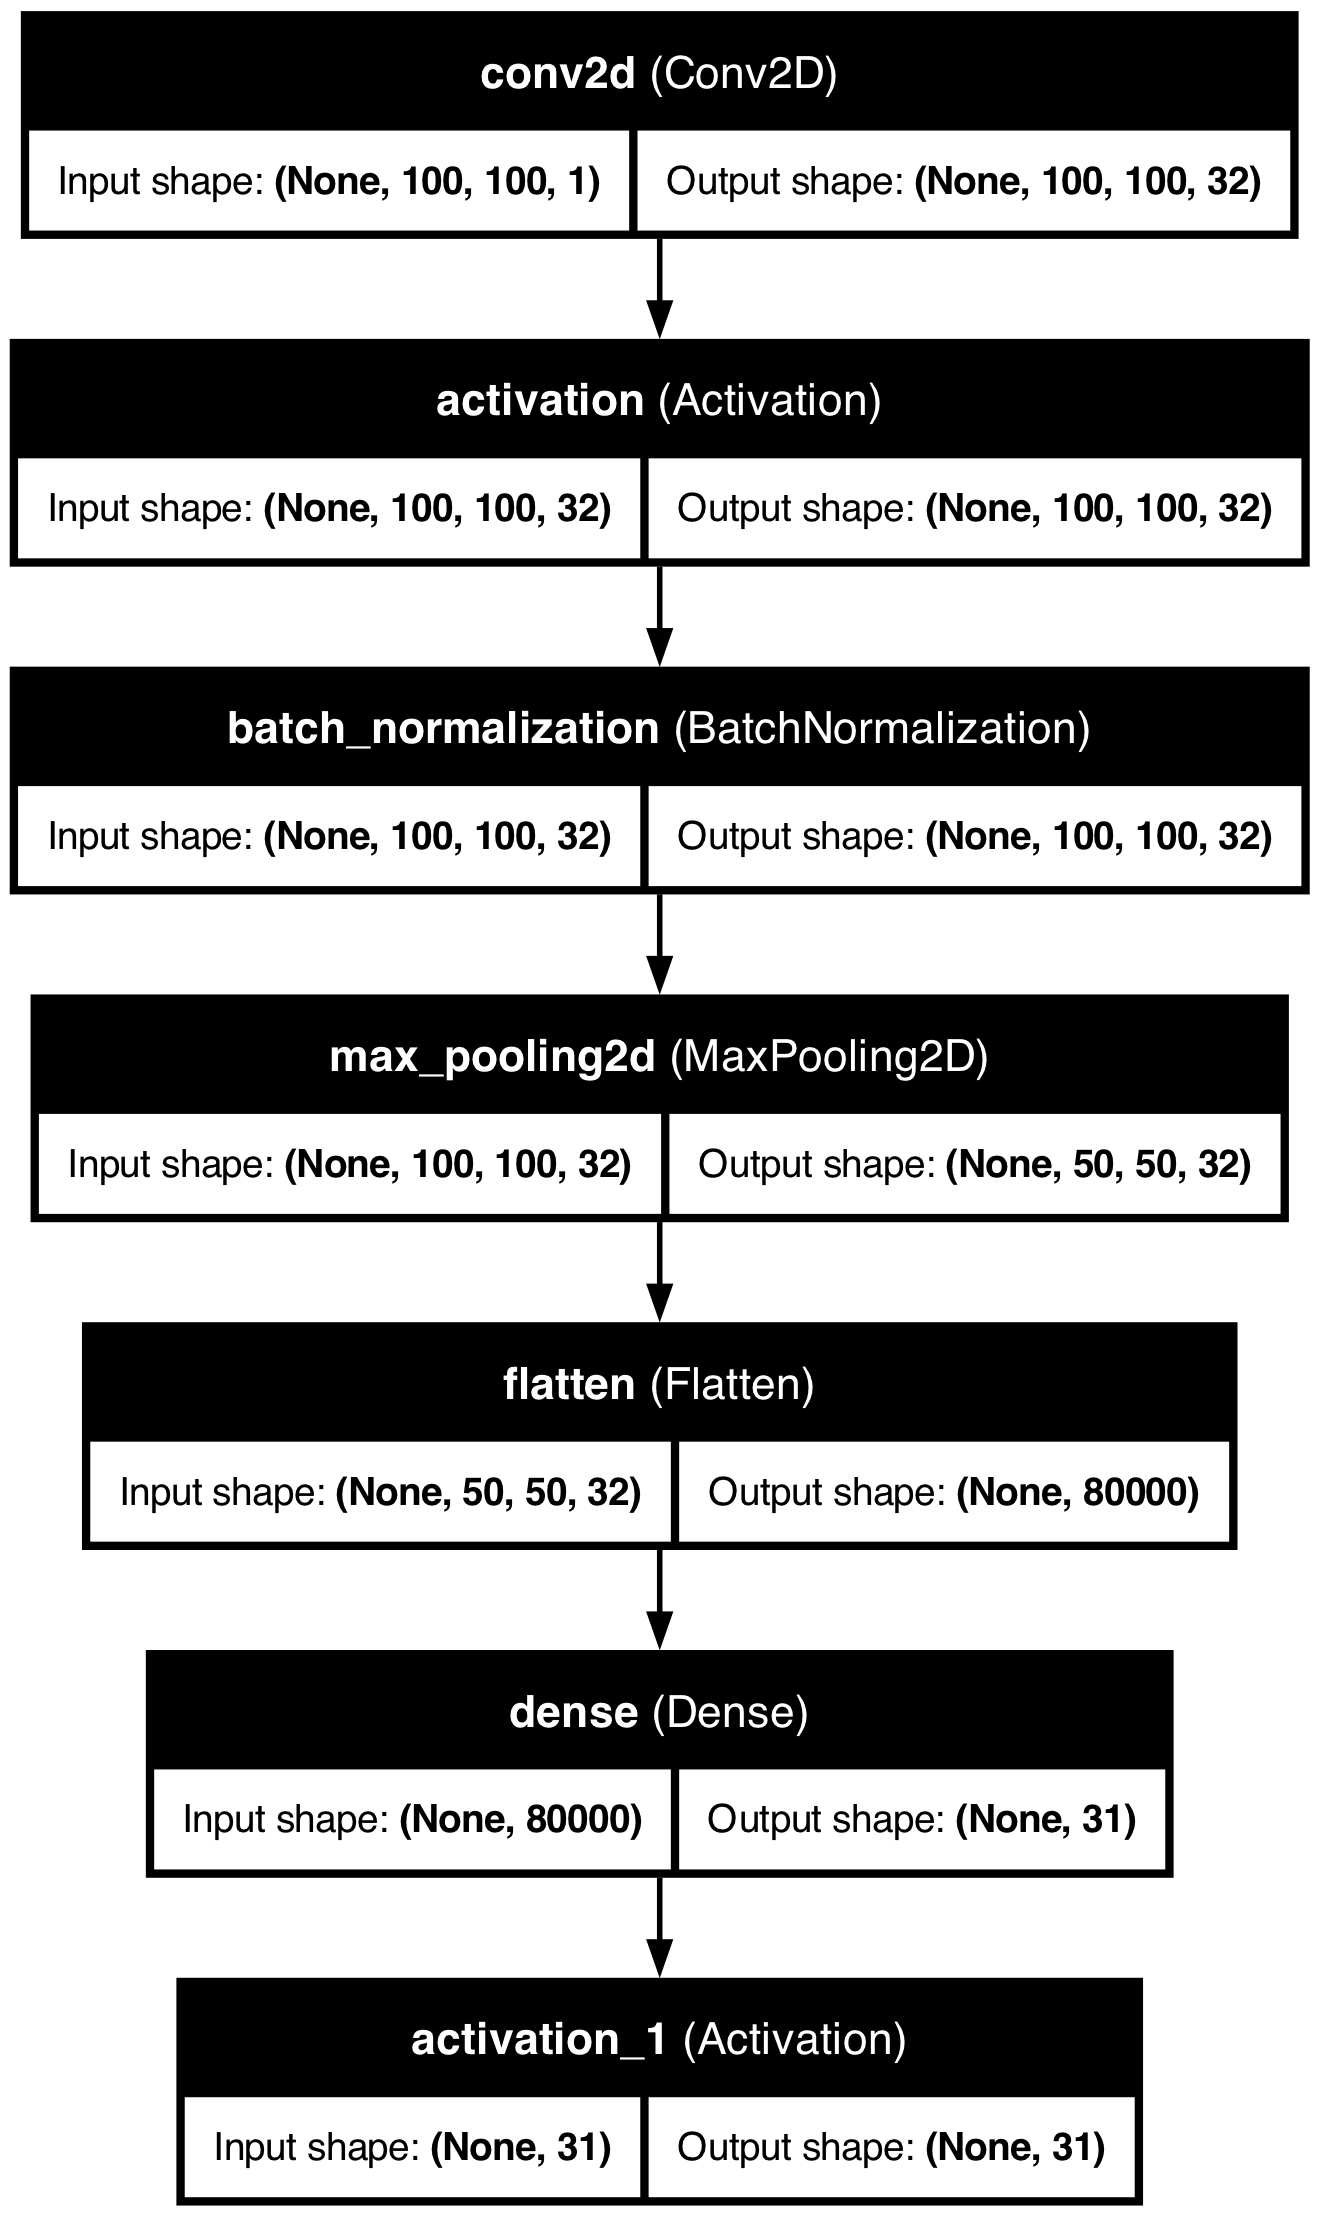 conv2d (Conv2D)
Input shape: (None, 100, 100, 1)
Output shape: (None, 100, 100, 32)
activation (Activation)
Input shape: (None, 100, 100, 32)
Output shape: (None, 100, 100, 32)
batch_normalization (BatchNormalization)
Input shape: (None, 100, 100, 32)
Output shape: (None, 100, 100, 32)
max_pooling2d (MaxPooling2D)
Input shape: (None, 100, 100, 32)
Output shape: (None, 50, 50, 32)
flatten (Flatten)
Input shape: (None, 50, 50, 32)
Output shape: (None, 80000)
dense (Dense)
Input shape: (None, 80000)
Output shape: (None, 31)
activation_1 (Activation)
Input shape: (None, 31)
Output shape: (None, 31)